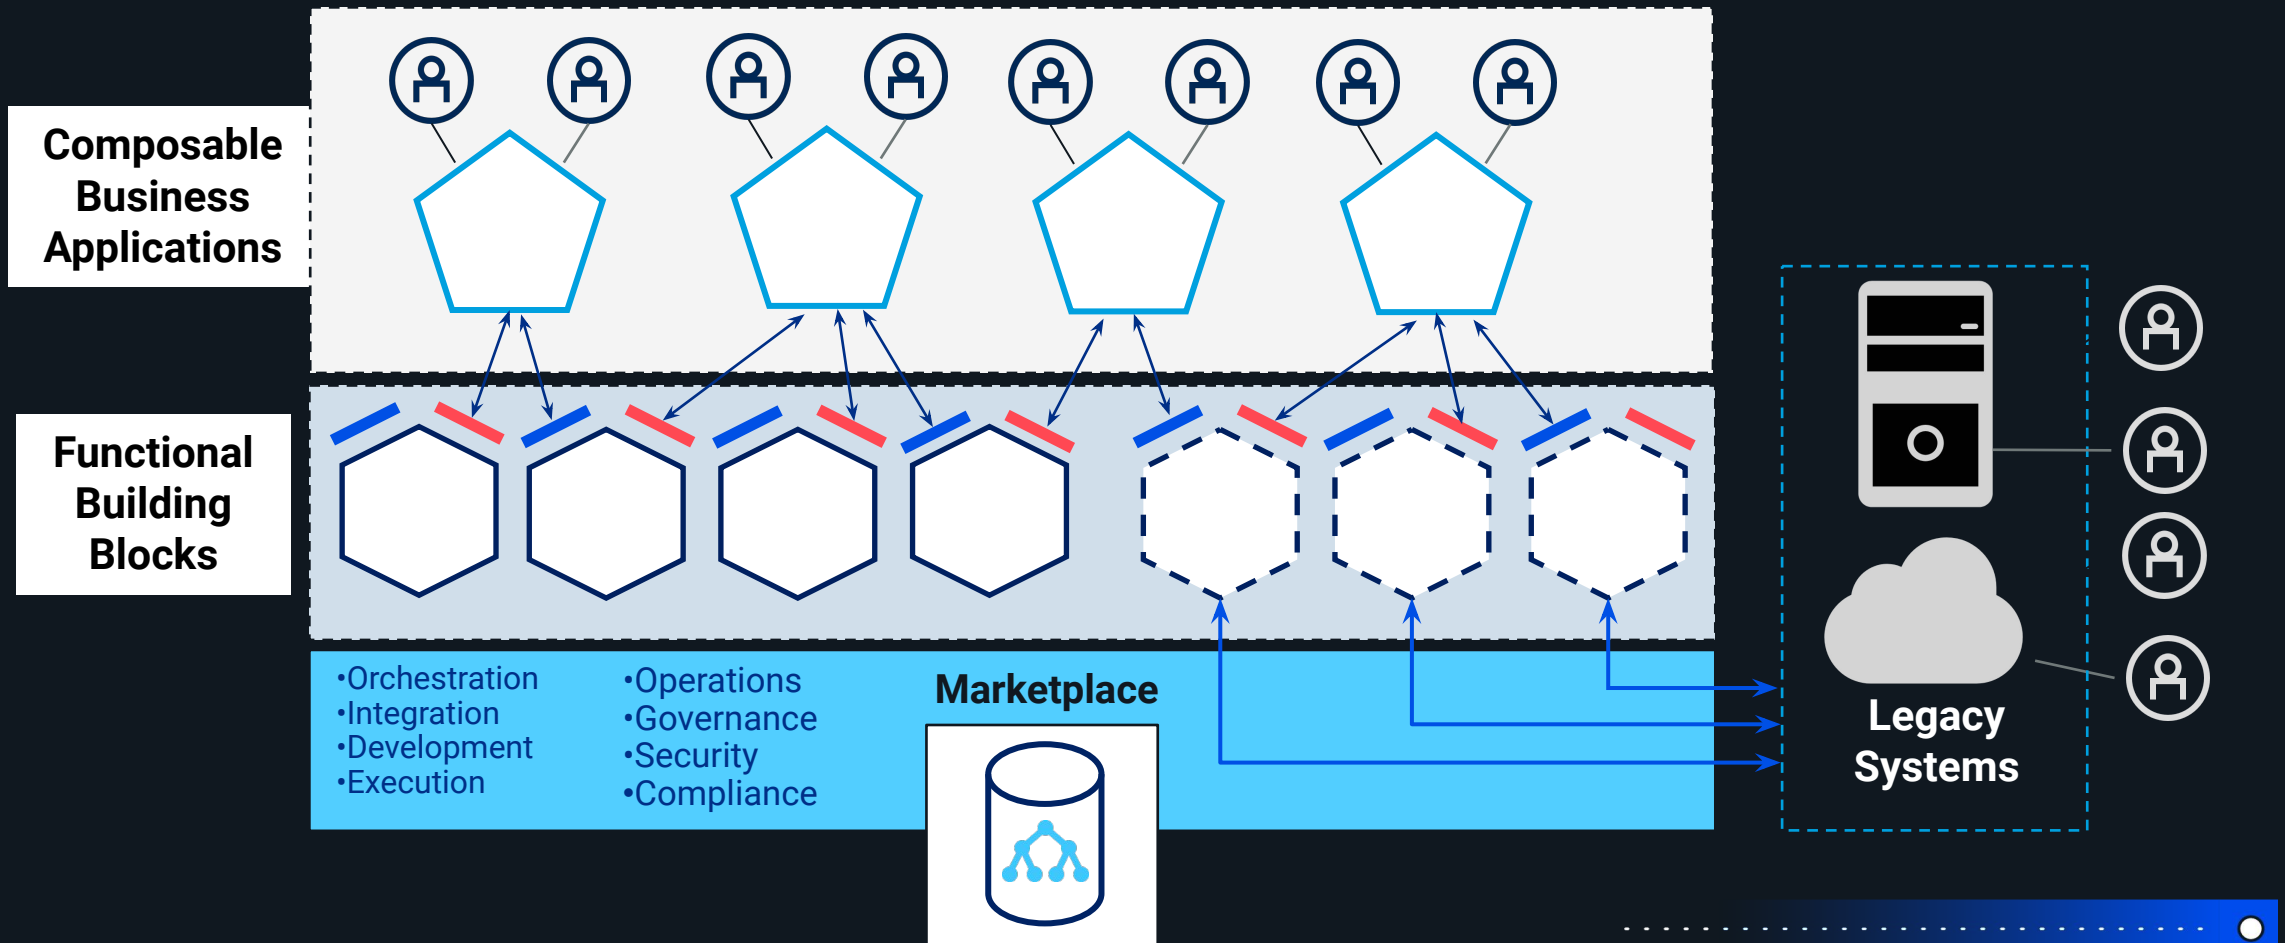 Composable
Business
Applications
Functional
Building
Blocks
•Orchestration
•Integration
•Development
•Execution
•Operations
•Governance
•Security
•Compliance
Marketplace
Legacy
Systems